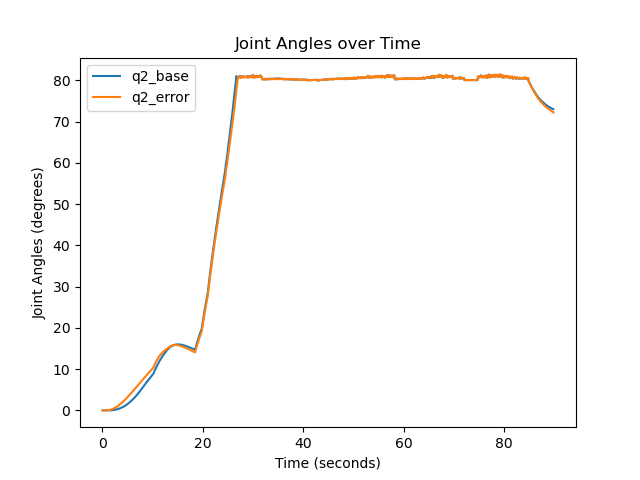 Joint Angles over Time
q2_base
q2_error
Joint Angles (degrees)
80
70
60
50
40
30
20
10
0
0 20 40 60 80
Time (seconds)